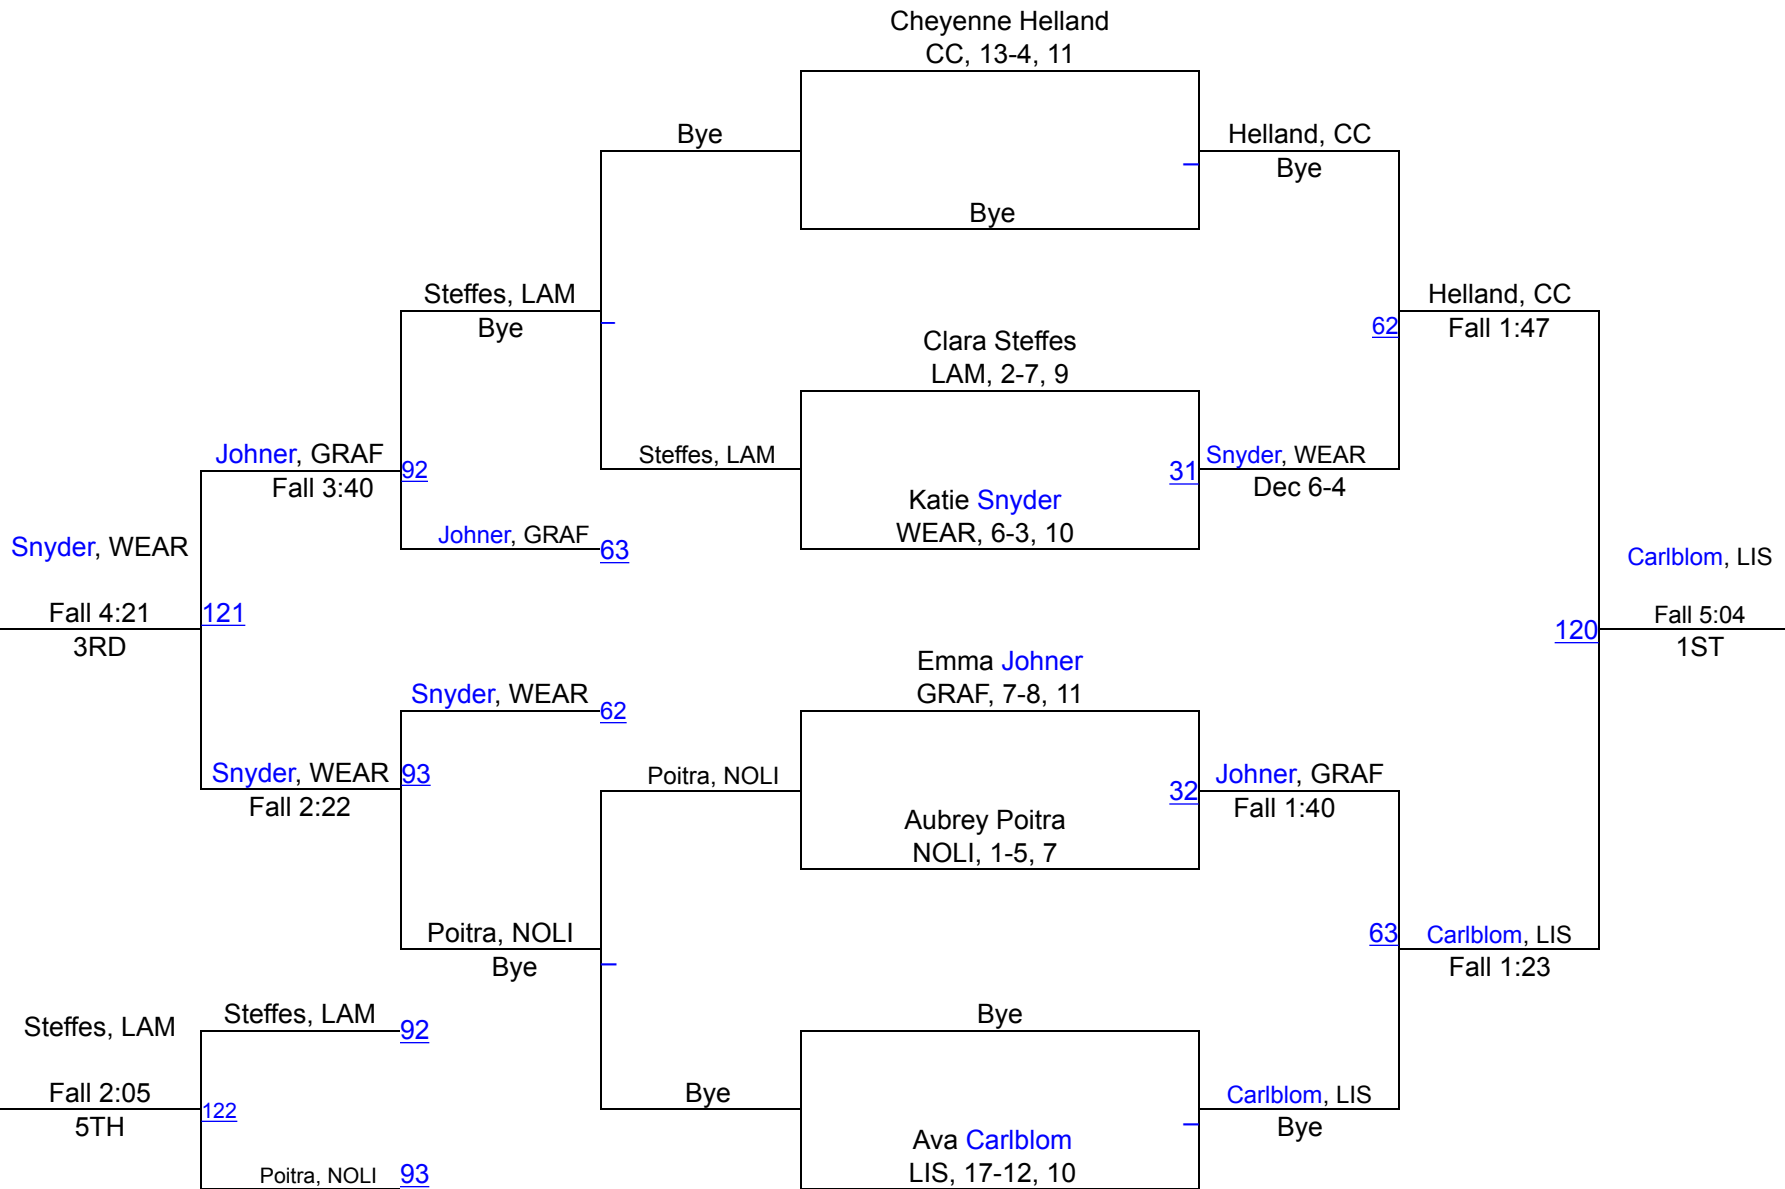 Cheyenne Helland
CC, 13-4, 11
Bye
Helland, CC
Bye
Bye
Steffes, LAM
Bye
Helland, CC
Fall 1:47
62
Clara Steffes
LAM, 2-7, 9
Johner, GRAF
Fall 3:40
92
Steffes, LAM
31
Snyder, WEAR
Dec 6-4
Katie Snyder
WEAR, 6-3, 10
Johner, GRAF
63
Snyder, WEAR
Fall 4:21
3RD
121
Carlblom, LIS
Fall 5:04
1ST
120
Emma Johner
GRAF, 7-8, 11
Snyder, WEAR
62
Snyder, WEAR
Fall 2:22
93
Poitra, NOLI
32
Johner, GRAF
Fall 1:40
Aubrey Poitra
NOLI, 1-5, 7
Poitra, NOLI
Bye
63
Carlblom, LIS
Fall 1:23
Steffes, LAM
Steffes, LAM
92
Bye
Fall 2:05
5TH
122
Bye
Carlblom, LIS
Bye
Ava Carlblom
LIS, 17-12, 10
Poitra, NOLI
93